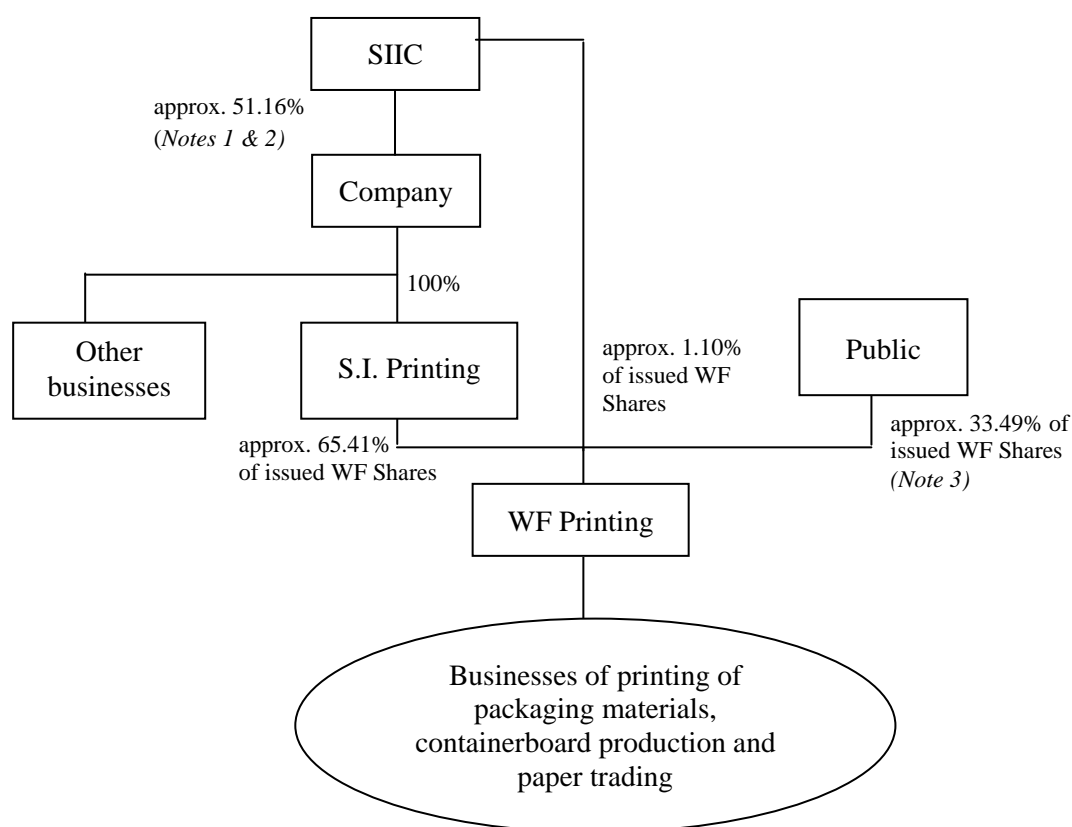 SIIC
approx. 51.16%
(Notes 1 & 2)
Company
100%
Other
businesses
S.I. Printing
approx. 1.10%
of issued WF
Shares
Public
approx. 65.41%
of issued WF Shares
approx. 33.49% of
issued WF Shares
(Note 3)
WF Printing
Businesses of printing of
packaging materials,
containerboard production and
paper trading